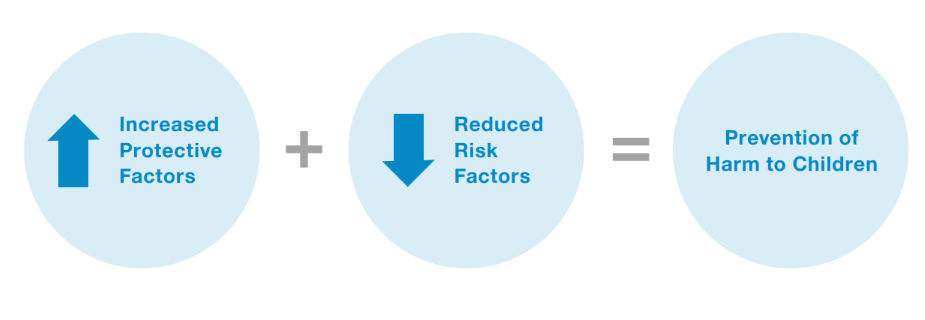 Increased
Protective
Factors
+
Reduced
Risk
Factors
=
Prevention of
Harm to Children